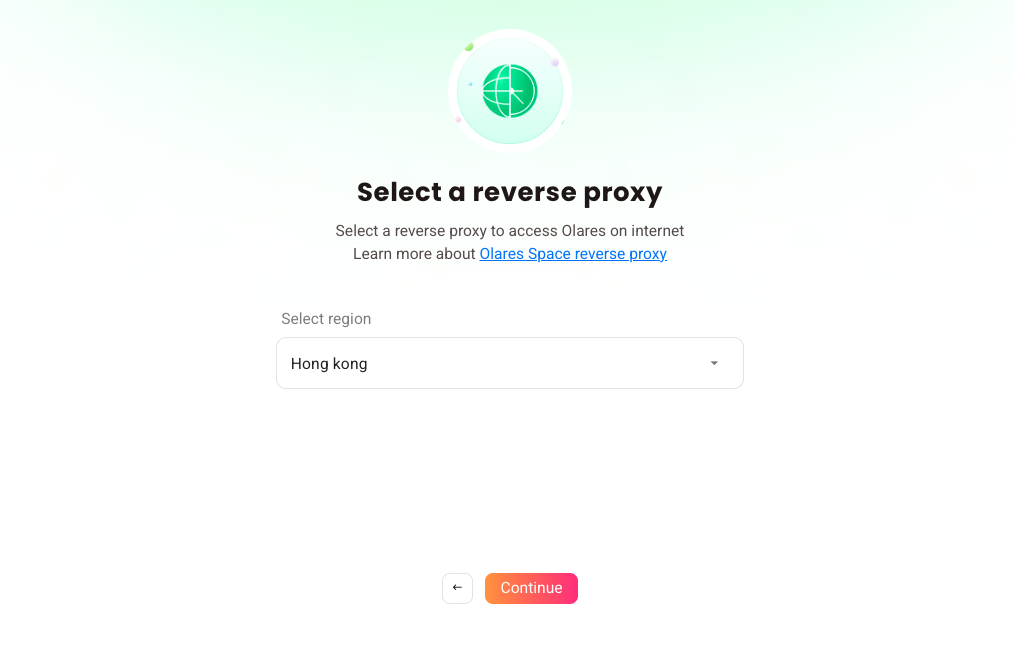 Select a reverse proxy
Select a reverse proxy to access Olares on internet
Learn more about Olares Space reverse proxy
Select region
Hong kong
← Continue